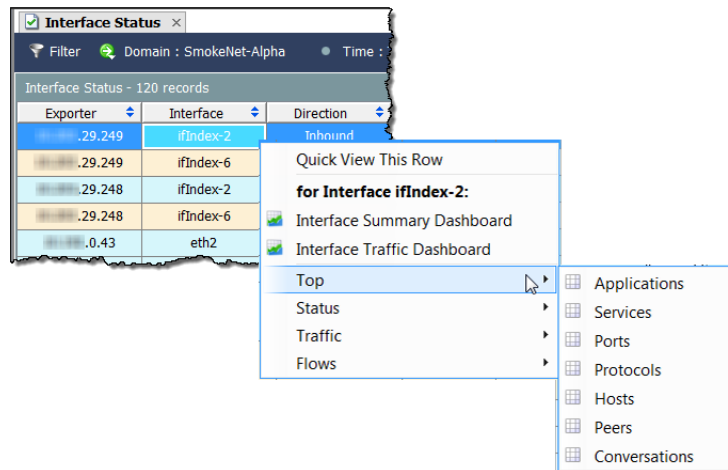 Interface Status ×
Filter Domain : SmokeNet-Alpha Time :
Interface Status - 120 records
Exporter Interface Direction
.29.249 ifIndex-2 Inbound
.29.249 ifIndex-6
.29.248 ifIndex-2
.29.248 ifIndex-6
.0.43 eth2
Quick View This Row
for Interface ifIndex-2:
Interface Summary Dashboard
Interface Traffic Dashboard
Top
Status
Traffic
Flows
Applications
Services
Ports
Protocols
Hosts
Peers
Conversations